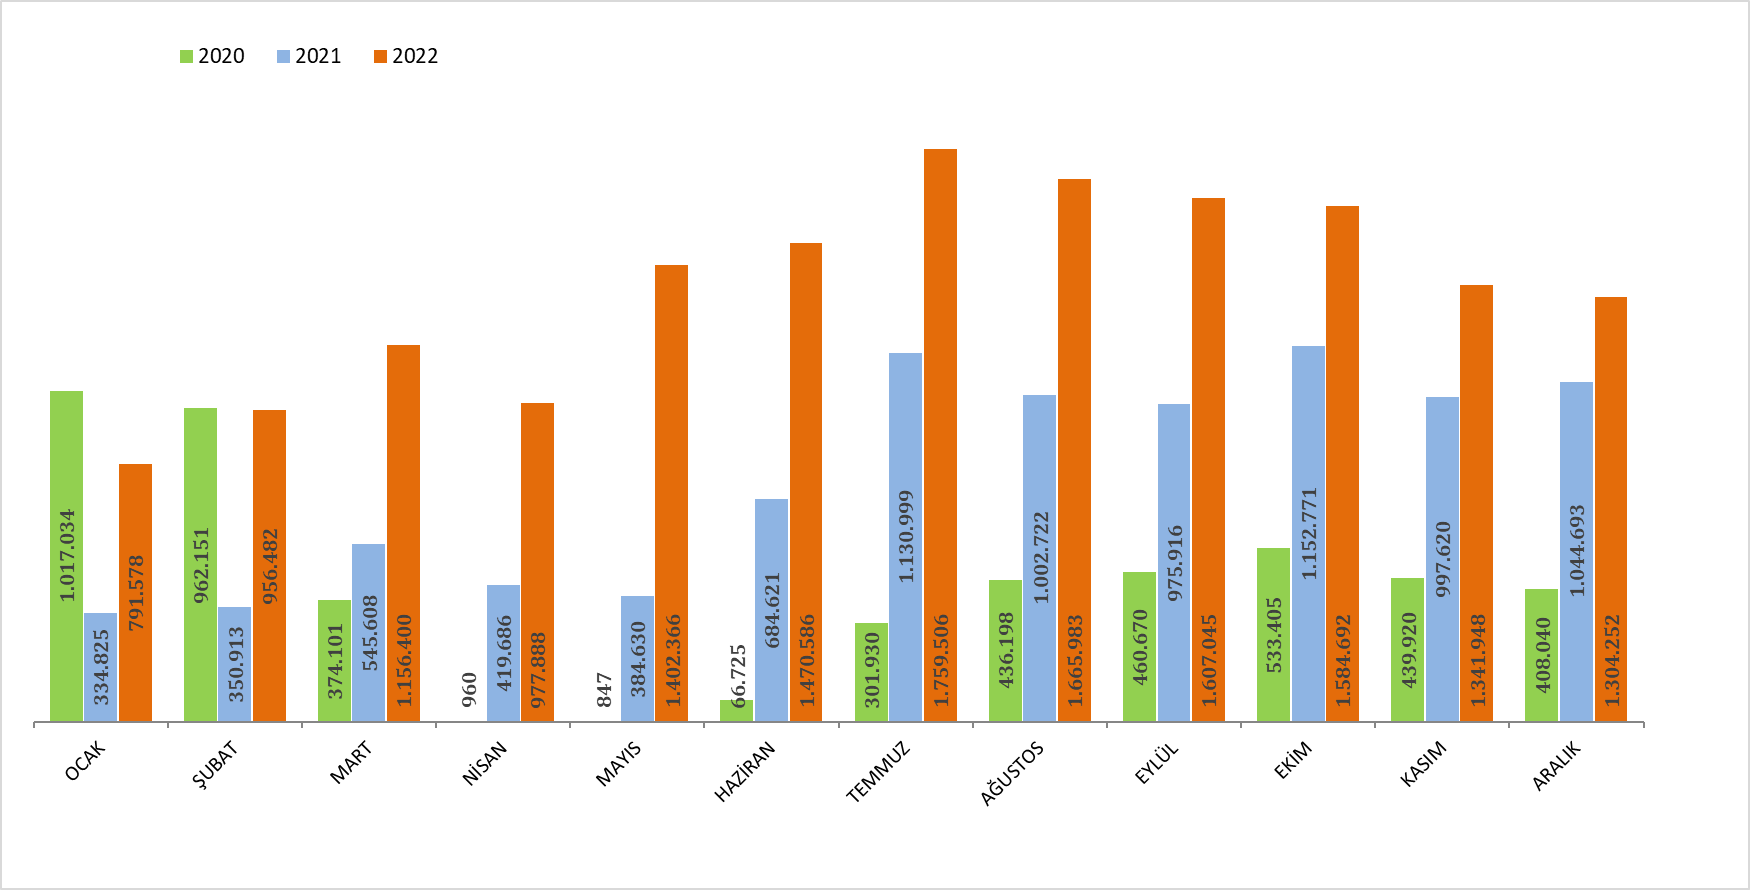 2020 2021 2022
1.017.034 334.825 791.578
962.151 350.913 956.482
374.101 545.608 1.156.400
960 419.686 977.888
847 384.630 1.402.366
66.725 684.621 1.470.586
301.930 1.130.999 1.759.506
436.198 1.002.722 1.665.983
460.670 975.916 1.607.045
533.405 1.152.771 1.584.692
439.920 997.620 1.341.948
408.040 1.044.693 1.304.252
OCAK ŞUBAT MART NİSAN MAYIS HAZİRAN TEMMUZ AĞUSTOS EYLÜL EKİM KASIM ARALIK